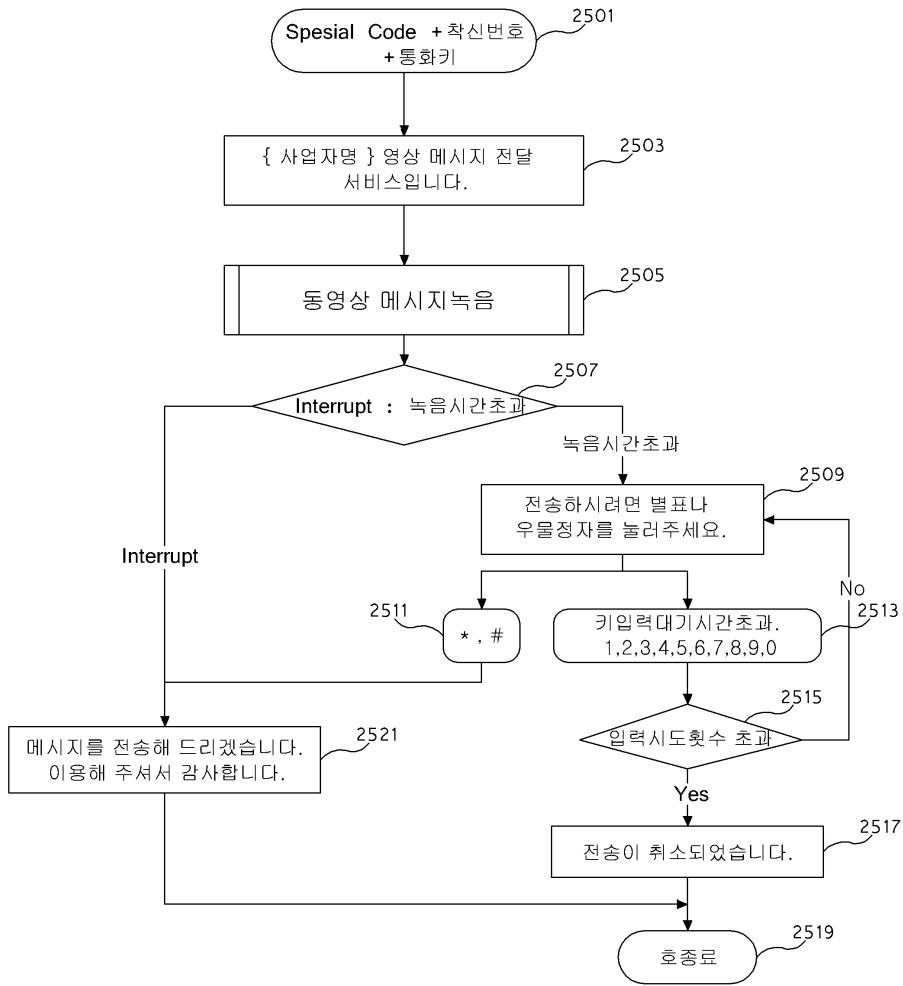 Spesial Code +착신번호
+통화키
2501
{ 사업자명 } 영상 메시지 전달
서비스입니다.
2503
동영상 메시지녹음
2505
Interrupt : 녹음시간초과
2507
녹음시간초과
Interrupt
전송하시려면 별표나
우물정자를 눌러주세요.
2509
No
* , #
2511
키입력대기시간초과.
1,2,3,4,5,6,7,8,9,0
2513
입력시도횟수 초과
2515
메시지를 전송해 드리겠습니다.
이용해 주셔서 감사합니다.
2521
Yes
전송이 취소되었습니다.
2517
호종료
2519